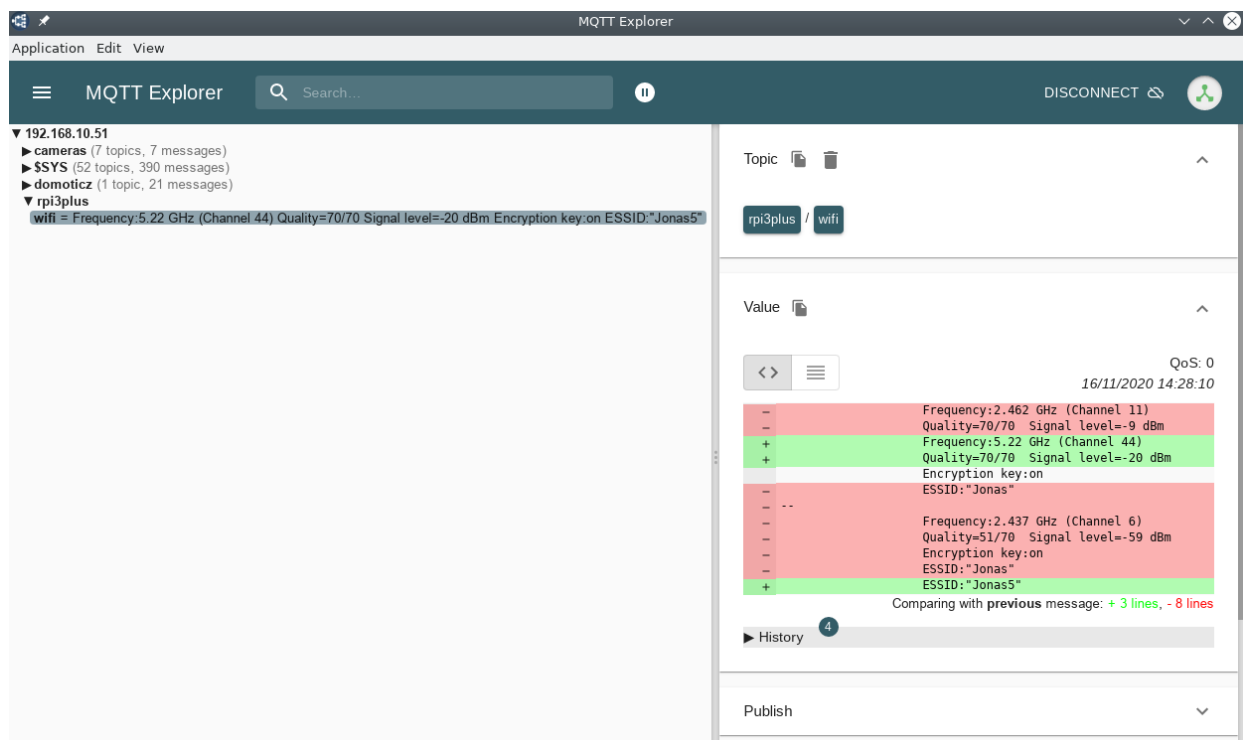 MQTT Explorer
Application Edit View
MQTT Explorer Search... DISCONNECT
▼ 192.168.10.51
▶ cameras (7 topics, 7 messages)
▶ $SYS (52 topics, 390 messages)
▶ domoticz (1 topic, 21 messages)
▼ rpi3plus
wifi = Frequency:5.22 GHz (Channel 44) Quality=70/70 Signal level=-20 dBm Encryption key:on ESSID:"Jonas5"
Topic
rpi3plus / wifi
Value
QoS: 0
16/11/2020 14:28:10
- Frequency:2.462 GHz (Channel 11)
- Quality=70/70 Signal level=-9 dBm
+ Frequency:5.22 GHz (Channel 44)
+ Quality=70/70 Signal level=-20 dBm
Encryption key:on
- ESSID:"Jonas"
- --
- Frequency:2.437 GHz (Channel 6)
- Quality=51/70 Signal level=-59 dBm
- Encryption key:on
- ESSID:"Jonas"
+ ESSID:"Jonas5"
Comparing with previous message: + 3 lines, - 8 lines
▶ History 4
Publish